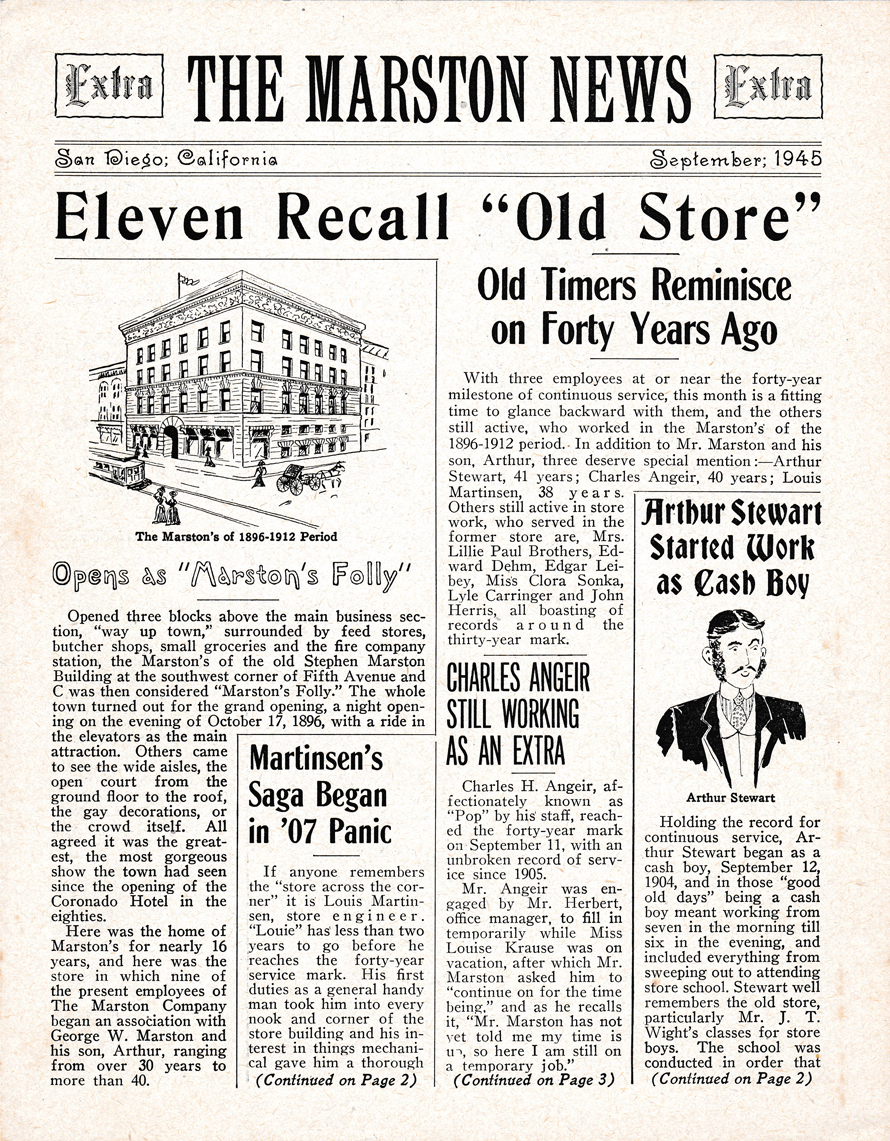 Extra
THE MARSTON NEWS
Extra
San Diego; California
September; 1945
Eleven Recall "Old Store"
The Marston's of 1896-1912 Period
Opens as "Marston's Folly"
Opened three blocks above the main business sec-
tion, "way up town," surrounded by feed stores,
butcher shops, small groceries and the fire company
station, the Marston's of the old Stephen Marston
Building at the southwest corner of Fifth Avenue and
C was then considered "Marston's Folly." The whole
town turned out for the grand opening, a night open-
ing on the evening of October 17, 1896, with a ride in
the elevators as the main
attraction. Others came
to see the wide aisles, the
open court from the
ground floor to the roof,
the gay decorations, or
the crowd itself. All
agreed it was the great-
est, the most gorgeous
show the town had seen
since the opening of the
Coronado Hotel in the
eighties.
Here was the home of
Marston's for nearly 16
years, and here was the
store in which nine of
the present employees of
The Marston Company
began an association with
George W. Marston and
his son, Arthur, ranging
from over 30 years to
more than 40.
Martinsen's
Saga Began
in '07 Panic
If anyone remembers
the "store across the cor-
ner" it is Louis Martin-
sen, store engineer.
"Louie" has less than two
years to go before he
reaches the forty-year
service mark. His first
duties as a general handy
man took him into every
nook and corner of the
store building and his in-
terest in things mechani-
cal gave him a thorough
(Continued on Page 2)
Old Timers Reminisce
on Forty Years Ago
With three employees at or near the forty-year
milestone of continuous service, this month is a fitting
time to glance backward with them, and the others
still active, who worked in the Marston's of the
1896-1912 period. In addition to Mr. Marston and his
son, Arthur, three deserve special mention:—Arthur
Stewart, 41 years; Charles Angeir, 40 years; Louis
Martinsen, 38 years.
Others still active in store
work, who served in the
former store are, Mrs.
Lillie Paul Brothers, Ed-
ward Dehm, Edgar Lei-
bey, Miss Clora Sonka,
Lyle Carringer and John
Herris, all boasting of
records around the
thirty-year mark.
CHARLES ANGEIR
STILL WORKING
AS AN EXTRA
Charles H. Angeir, af-
fectionately known as
"Pop" by his staff, reach-
ed the forty-year mark
on September 11, with an
unbroken record of serv-
ice since 1905.
Mr. Angeir was en-
gaged by Mr. Herbert,
office manager, to fill in
temporarily while Miss
Louise Krause was on
vacation, after which Mr.
Marston asked him to
"continue on for the time
being," and as he recalls
it, "Mr. Marston has not
yet told me my time is
up, so here I am still on
a temporary job."
(Continued on Page 3)
Arthur Stewart
Started Work
as Cash Boy
Arthur Stewart
Holding the record for
continuous service, Ar-
thur Stewart began as a
cash boy, September 12,
1904, and in those "good
old days" being a cash
boy meant working from
seven in the morning till
six in the evening, and
included everything from
sweeping out to attending
store school. Stewart well
remembers the old store,
particularly Mr. J. T.
Wight's classes for store
boys. The school was
conducted in order that
(Continued on Page 2)